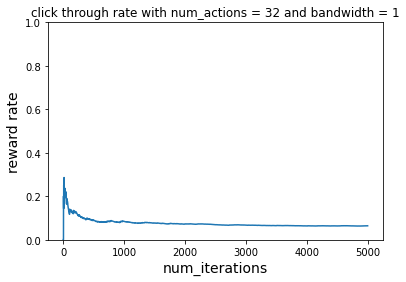 click through rate with num_actions = 32 and bandwidth = 1
1.0
0.8
0.6
0.4
0.2
0.0
reward rate
0 1000 2000 3000 4000 5000
num_iterations